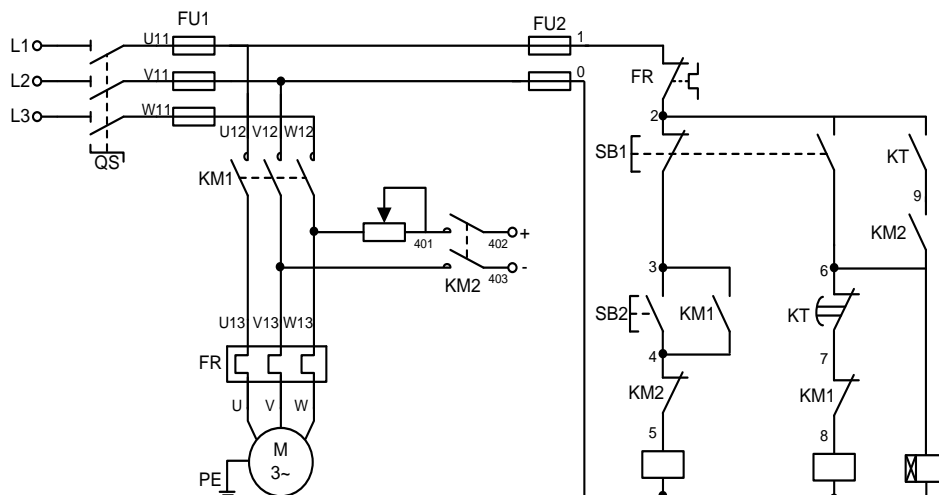 FU1
FU2
L1
U11
1
L2
V11
0
FR
L3
W11
2
U12 V12 W12
QS
SB1
KT
KM1
9
401
402
+
KM2
403
-
KM2
3
6
SB2
KM1
KT
U13 V13 W13
FR
4
7
KM2
KM1
U
V
W
5
8
M
3~
PE